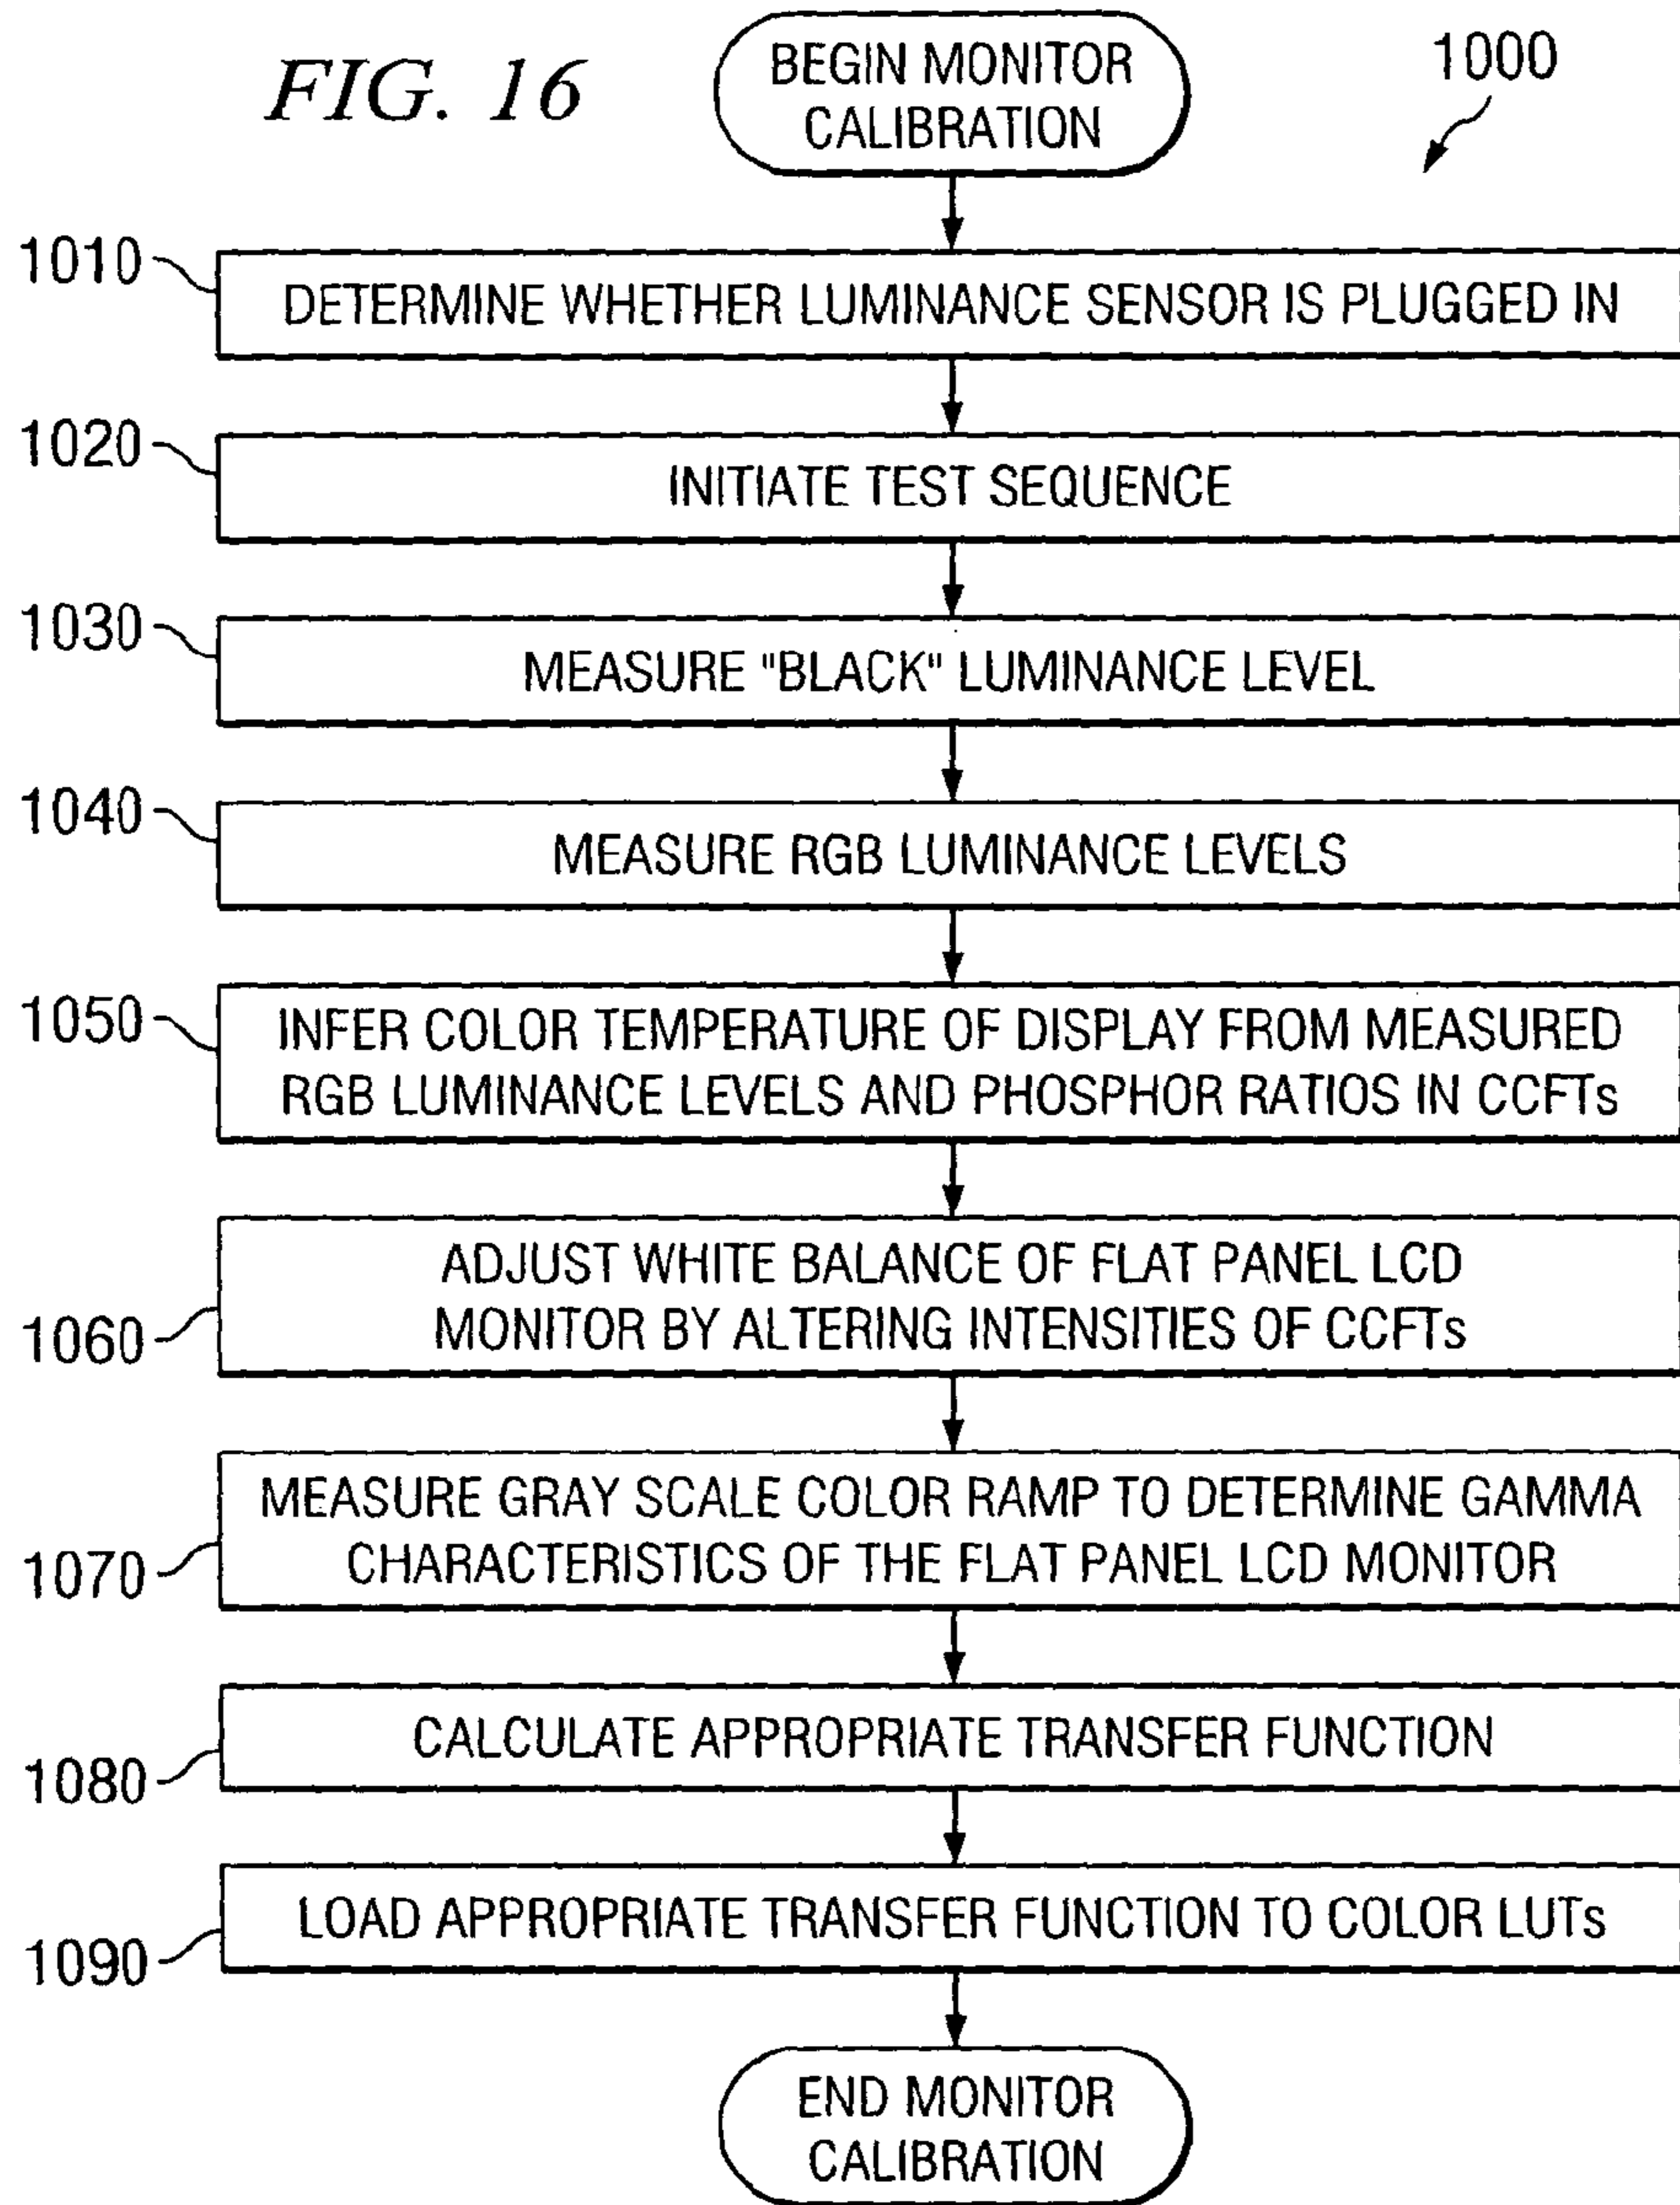 FIG. 16
1000
BEGIN MONITOR
CALIBRATION
1010
DETERMINE WHETHER LUMINANCE SENSOR IS PLUGGED IN
1020
INITIATE TEST SEQUENCE
1030
MEASURE "BLACK" LUMINANCE LEVEL
1040
MEASURE RGB LUMINANCE LEVELS
1050
INFER COLOR TEMPERATURE OF DISPLAY FROM MEASURED
RGB LUMINANCE LEVELS AND PHOSPHOR RATIOS IN CCFTs
1060
ADJUST WHITE BALANCE OF FLAT PANEL LCD
MONITOR BY ALTERING INTENSITIES OF CCFTs
1070
MEASURE GRAY SCALE COLOR RAMP TO DETERMINE GAMMA
CHARACTERISTICS OF THE FLAT PANEL LCD MONITOR
1080
CALCULATE APPROPRIATE TRANSFER FUNCTION
1090
LOAD APPROPRIATE TRANSFER FUNCTION TO COLOR LUTs
END MONITOR
CALIBRATION